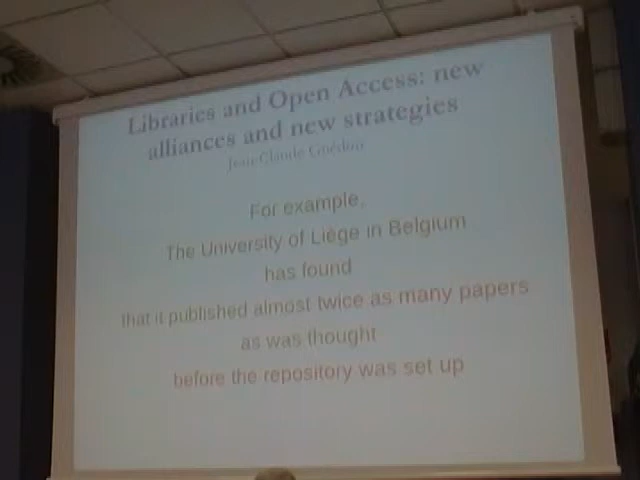 Libraries and Open Access: new
alliances and new strategies
Jean-Claude Guédon
For example,
The University of Liège in Belgium
has found
that it published almost twice as many papers
as was thought
before the repository was set up